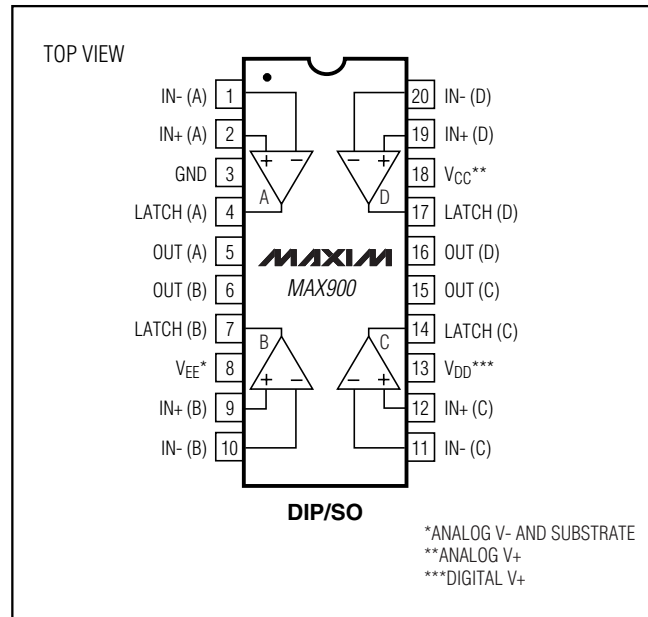 TOP VIEW
IN- (A) 1 20 IN- (D)
IN+ (A) 2 + − + − 19 IN+ (D)
GND 3 18 VCC**
A D
LATCH (A) 4 17 LATCH (D)
OUT (A) 5 MAXIM 16 OUT (D)
OUT (B) 6 MAX900 15 OUT (C)
LATCH (B) 7 14 LATCH (C)
B C
VEE* 8 13 VDD***
IN+ (B) 9 + − − + 12 IN+ (C)
IN- (B) 10 11 IN- (C)
DIP/SO
*ANALOG V- AND SUBSTRATE
**ANALOG V+
***DIGITAL V+